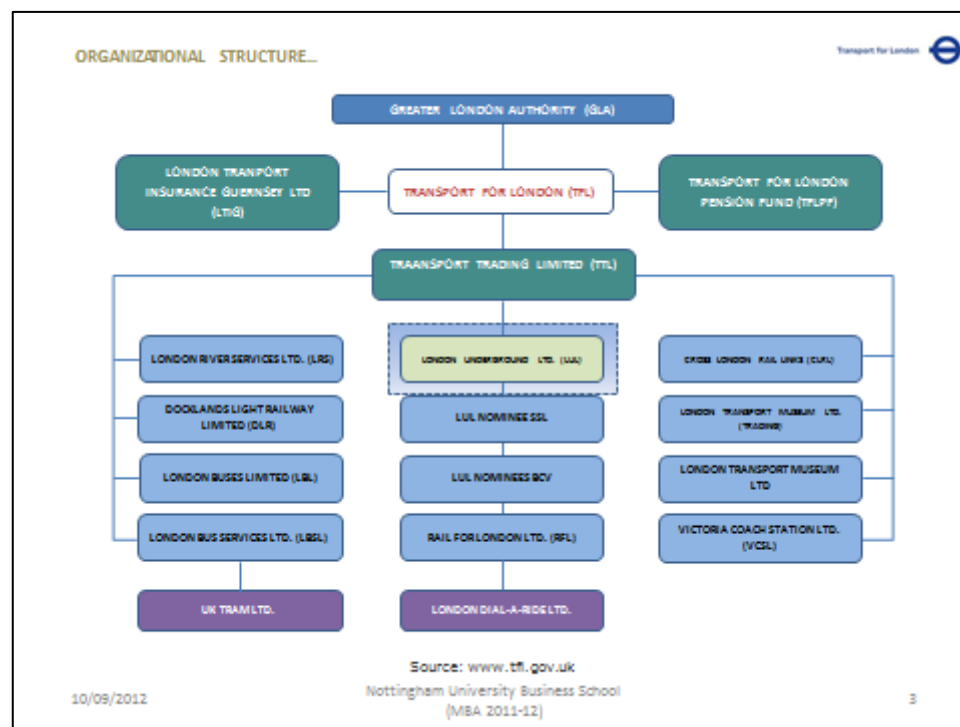 ORGANIZATIONAL STRUCTURE...
Transport for London
GREATER LONDON AUTHORITY (GLA)
LONDON TRANPORT
INSURANCE GUERNSEY LTD
(LTIG)
TRANSPORT FOR LONDON (TFL)
TRANSPORT FOR LONDON
PENSION FUND (TFLPF)
TRAANSPORT TRADING LIMITED (TTL)
LONDON RIVER SERVICES LTD. (LRS)
LONDON UNDERGROUND LTD. (LUL)
CROSS LONDON RAIL LINKS (CLRL)
DOCKLANDS LIGHT RAILWAY
LIMITED (DLR)
LUL NOMINEE SSL
LONDON TRANSPORT MUSEUM LTD.
(TRADING)
LONDON BUSES LIMITED (LBL)
LUL NOMINEES BCV
LONDON TRANSPORT MUSEUM
LTD
LONDON BUS SERVICES LTD. (LBSL)
RAIL FOR LONDON LTD. (RFL)
VICTORIA COACH STATION LTD.
(VCSL)
UK TRAM LTD.
LONDON DIAL-A-RIDE LTD.
Source: www.tfl.gov.uk
10/09/2012
Nottingham University Business School
(MBA 2011-12)
3